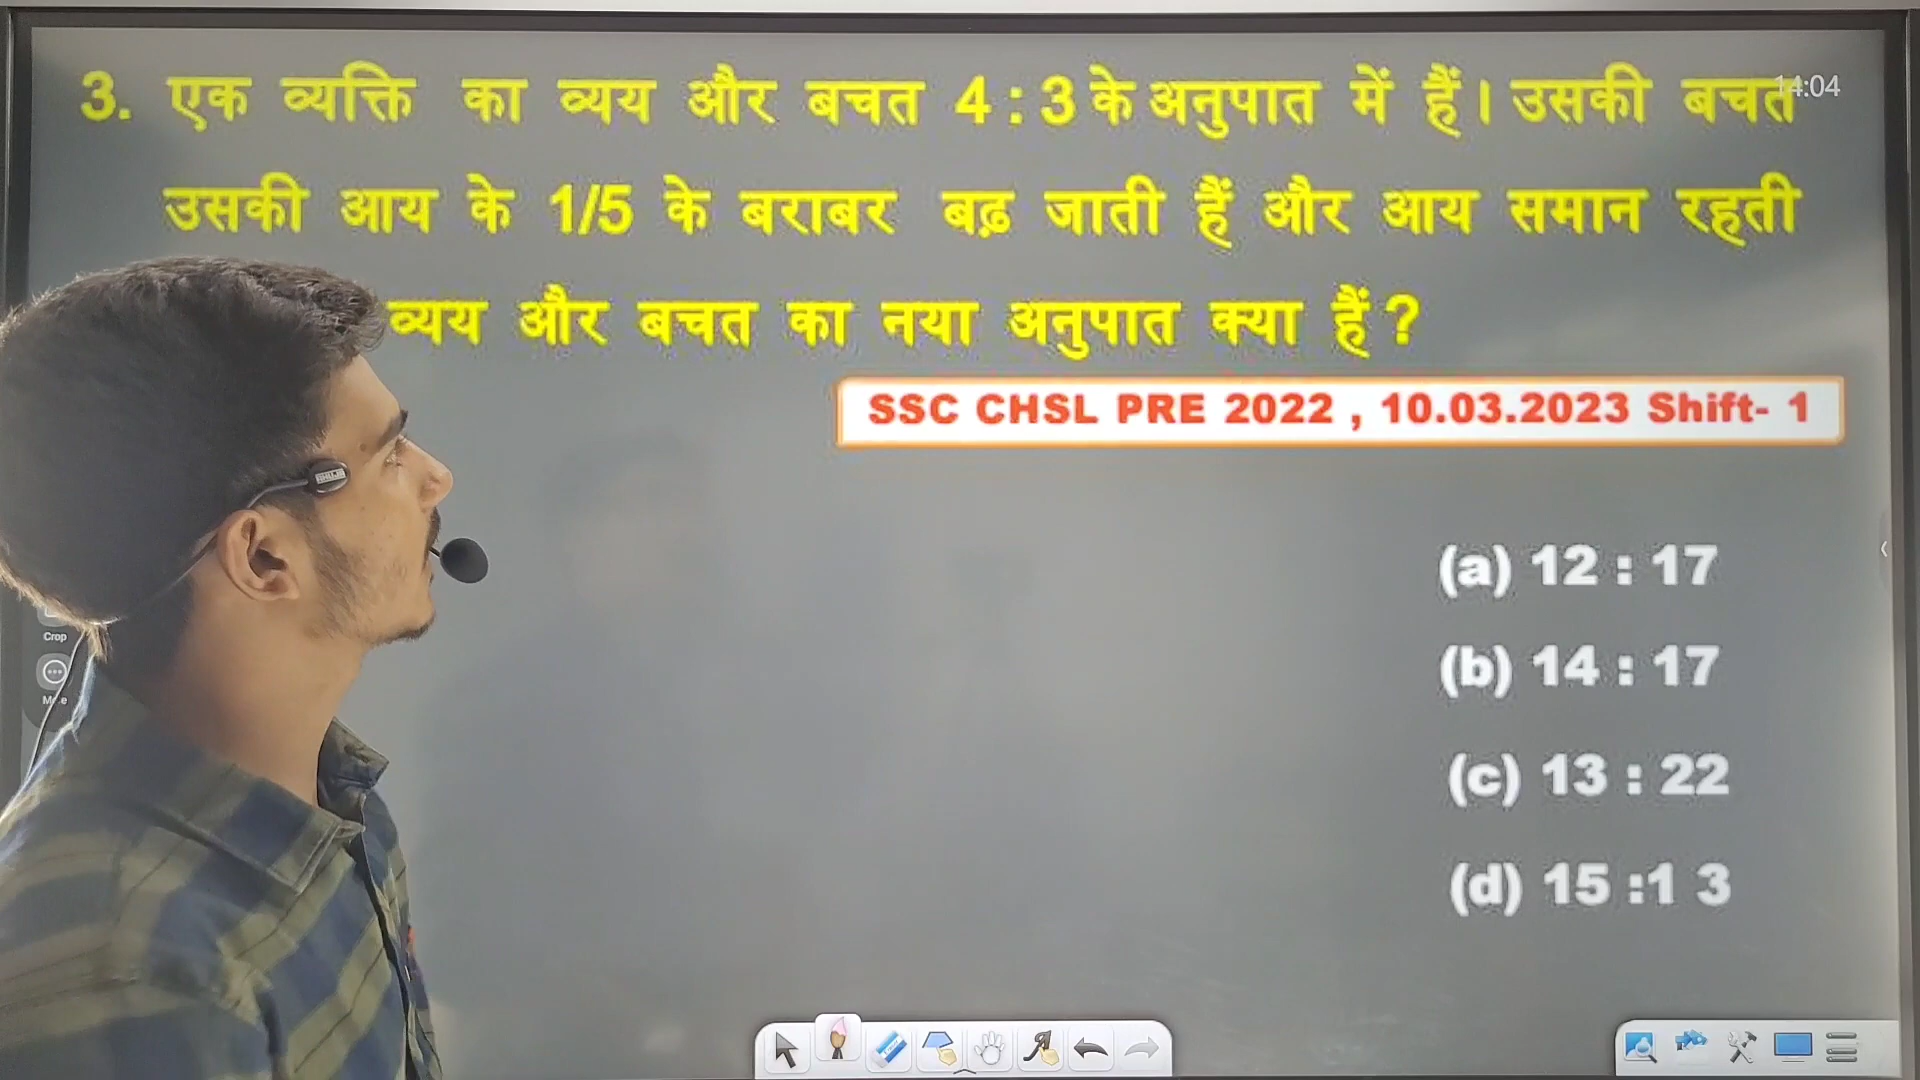 3. एक व्यक्ति का व्यय और बचत 4 : 3 के अनुपात में हैं। उसकी बचत
14:04
उसकी आय के 1/5 के बराबर बढ़ जाती हैं और आय समान रहती
व्यय और बचत का नया अनुपात क्या हैं ?
SSC CHSL PRE 2022 , 10.03.2023 Shift- 1
(a) 12 : 17
(b) 14 : 17
(c) 13 : 22
(d) 15 :1 3
Crop